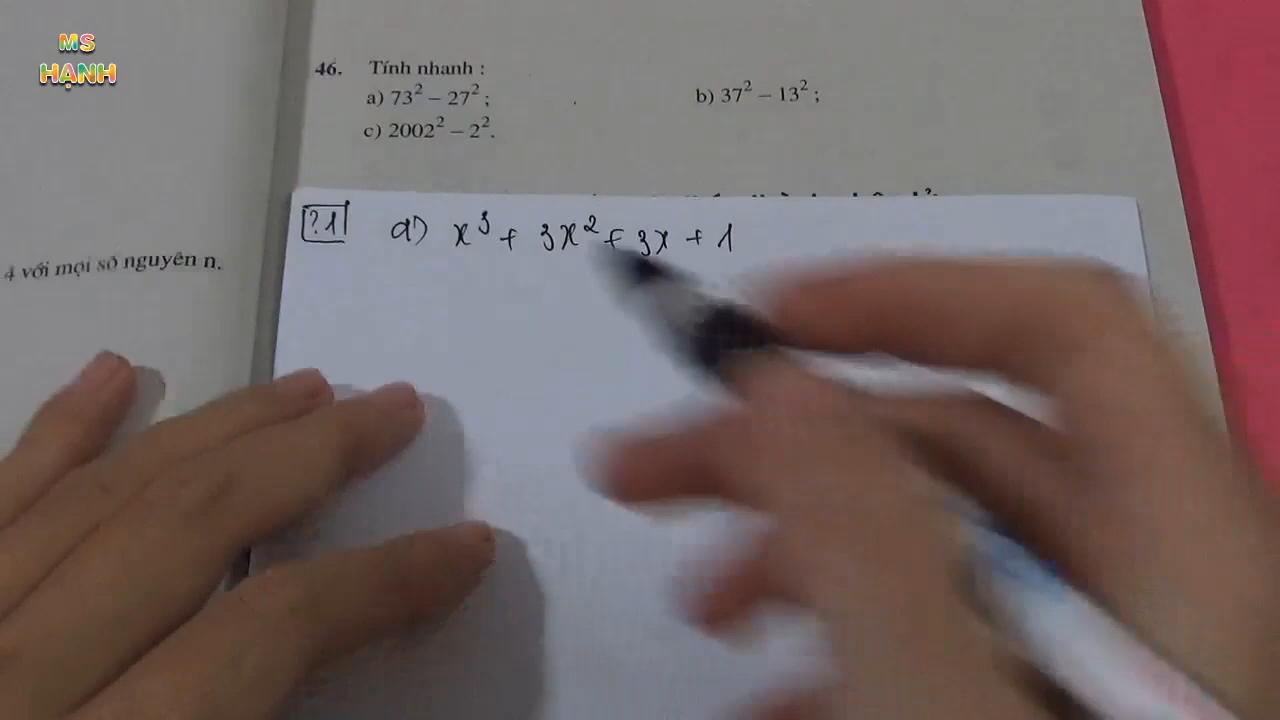 MS
HẠNH
46. Tính nhanh :
a) 73² – 27² ; b) 37² – 13² ;
c) 2002² – 2².
?1 a) x³ + 3x² + 3x + 1
4 với mọi số nguyên n.